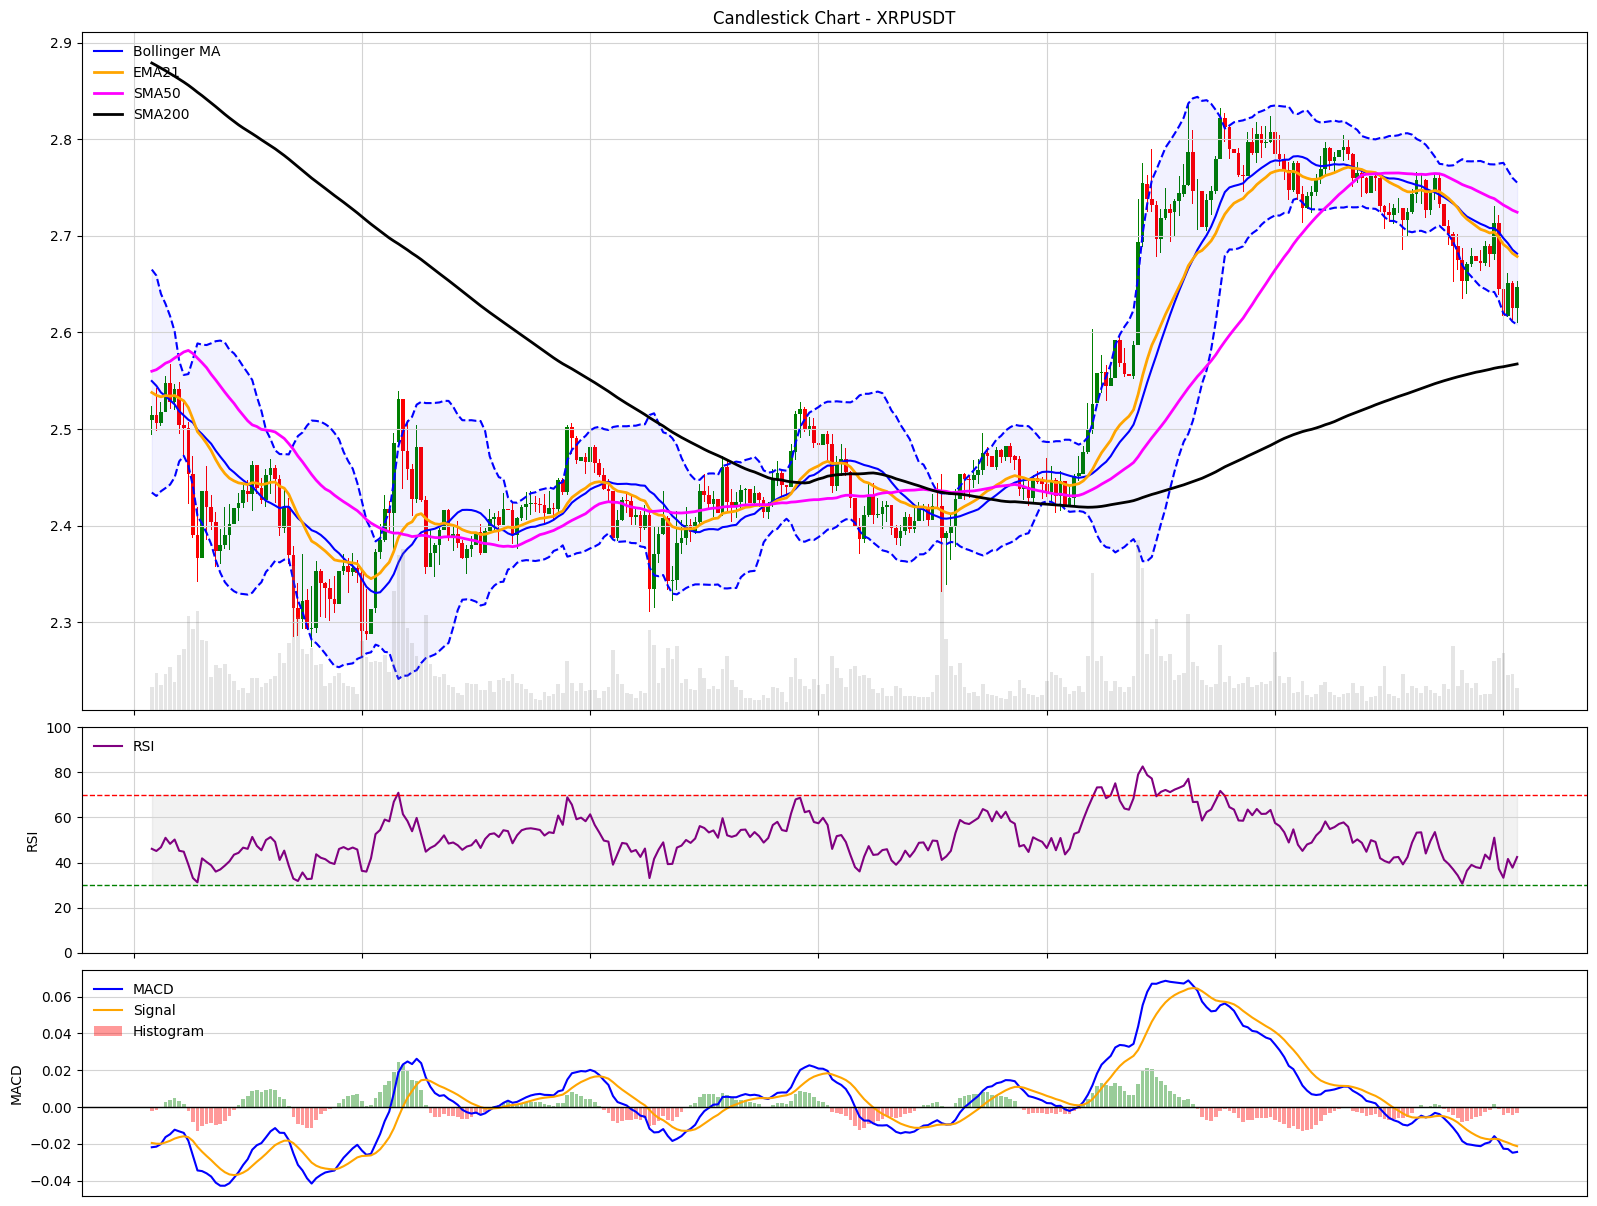 Candlestick Chart - XRPUSDT
2.9
2.8
2.7
2.6
2.5
2.4
2.3
Bollinger MA
EMA21
SMA50
SMA200
100
80
60
40
20
0
RSI
RSI
0.06
0.04
0.02
0.00
−0.02
−0.04
MACD
MACD
Signal
Histogram